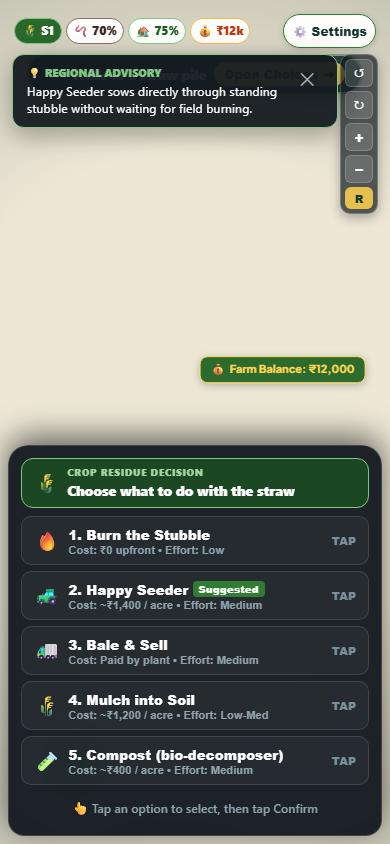 S1
70%
75%
₹12k
Settings
REGIONAL ADVISORY
Happy Seeder sows directly through standing
stubble without waiting for field burning.
R
Farm Balance: ₹12,000
CROP RESIDUE DECISION
Choose what to do with the straw
1. Burn the Stubble
Cost: ₹0 upfront • Effort: Low
TAP
2. Happy Seeder Suggested
Cost: ~₹1,400 / acre • Effort: Medium
TAP
3. Bale & Sell
Cost: Paid by plant • Effort: Medium
TAP
4. Mulch into Soil
Cost: ~₹1,200 / acre • Effort: Low-Med
TAP
5. Compost (bio-decomposer)
Cost: ~₹400 / acre • Effort: Medium
TAP
Tap an option to select, then tap Confirm